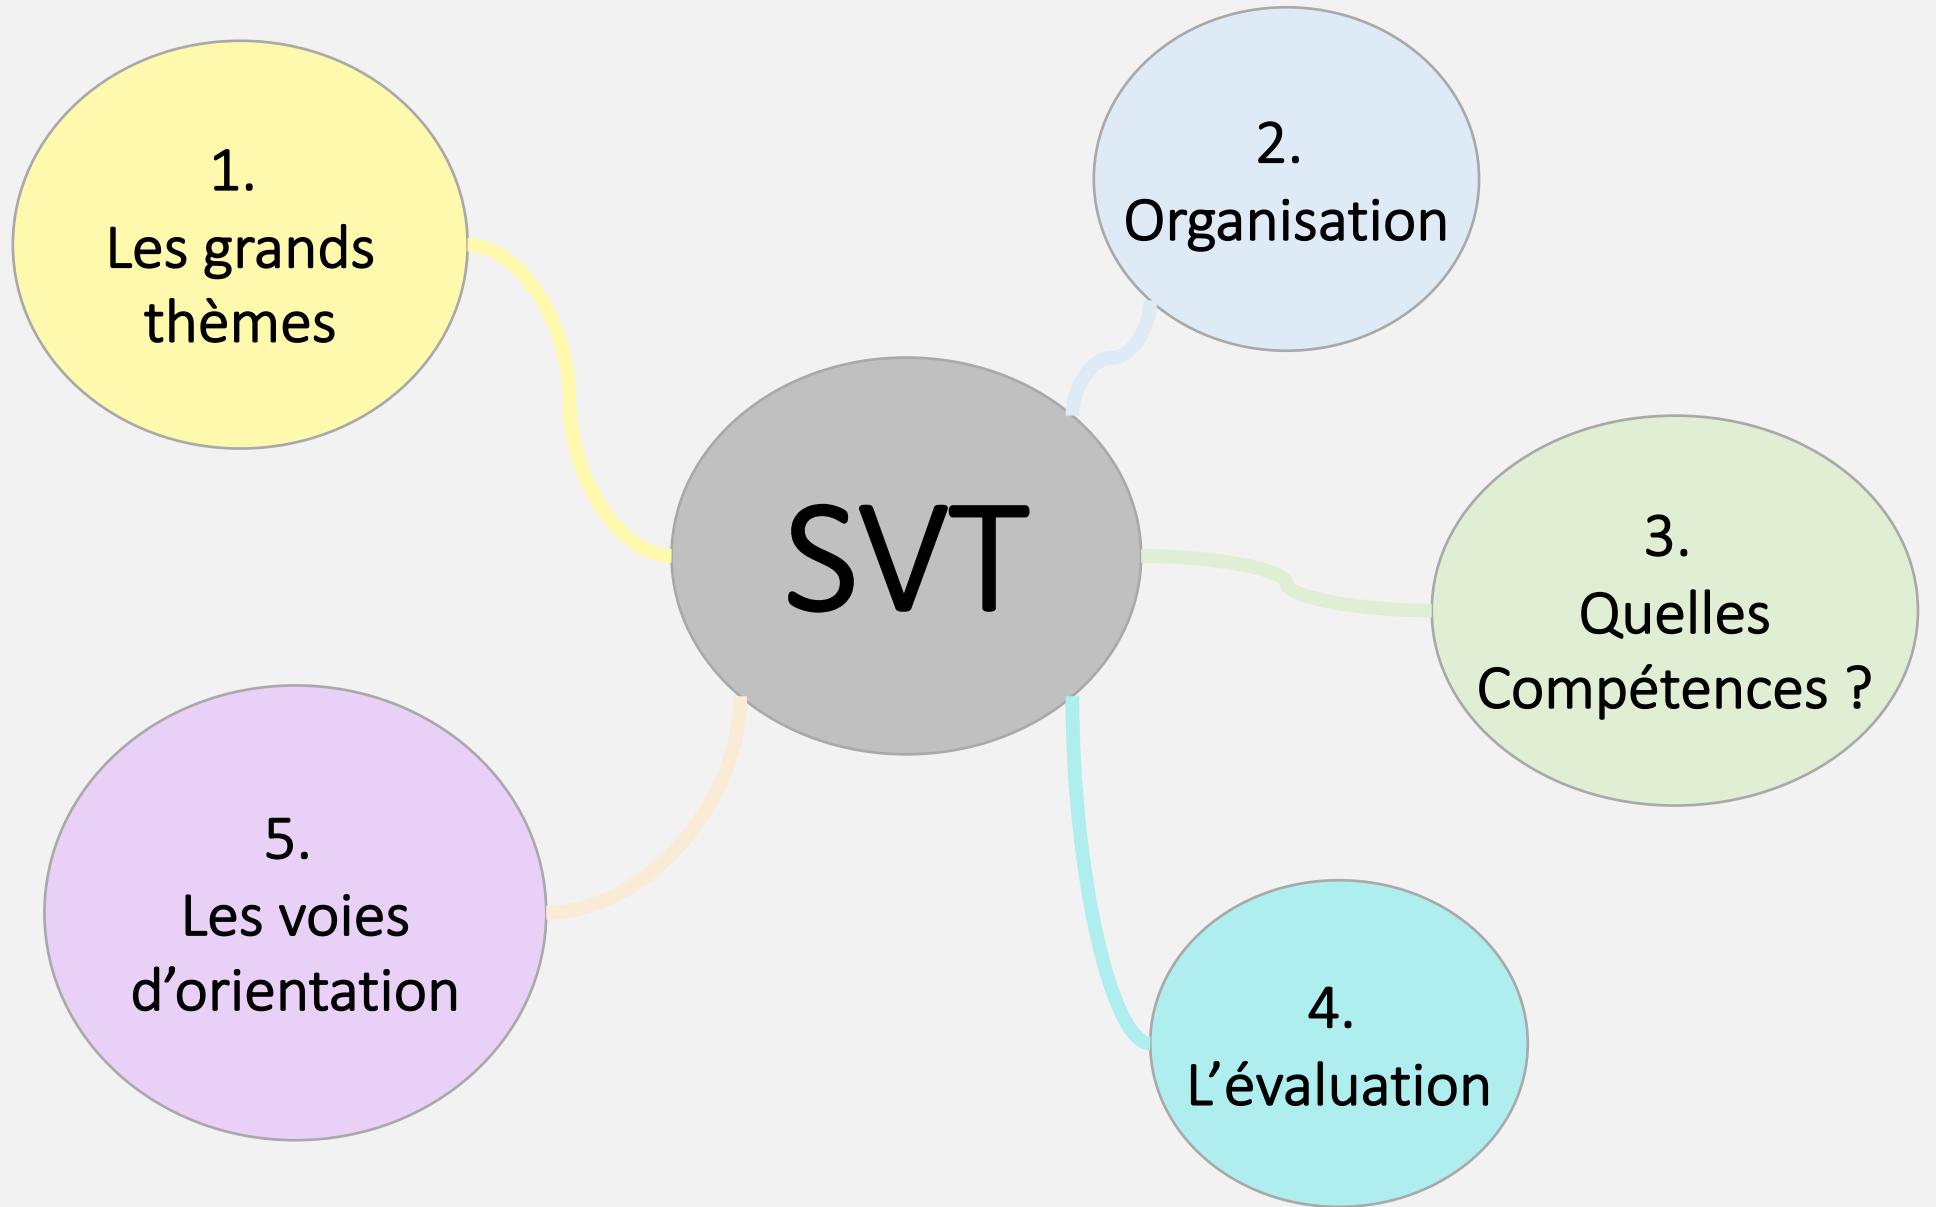 1.
Les grands
thèmes
2.
Organisation
SVT
3.
Quelles
Compétences ?
5.
Les voies
d’orientation
4.
L’évaluation